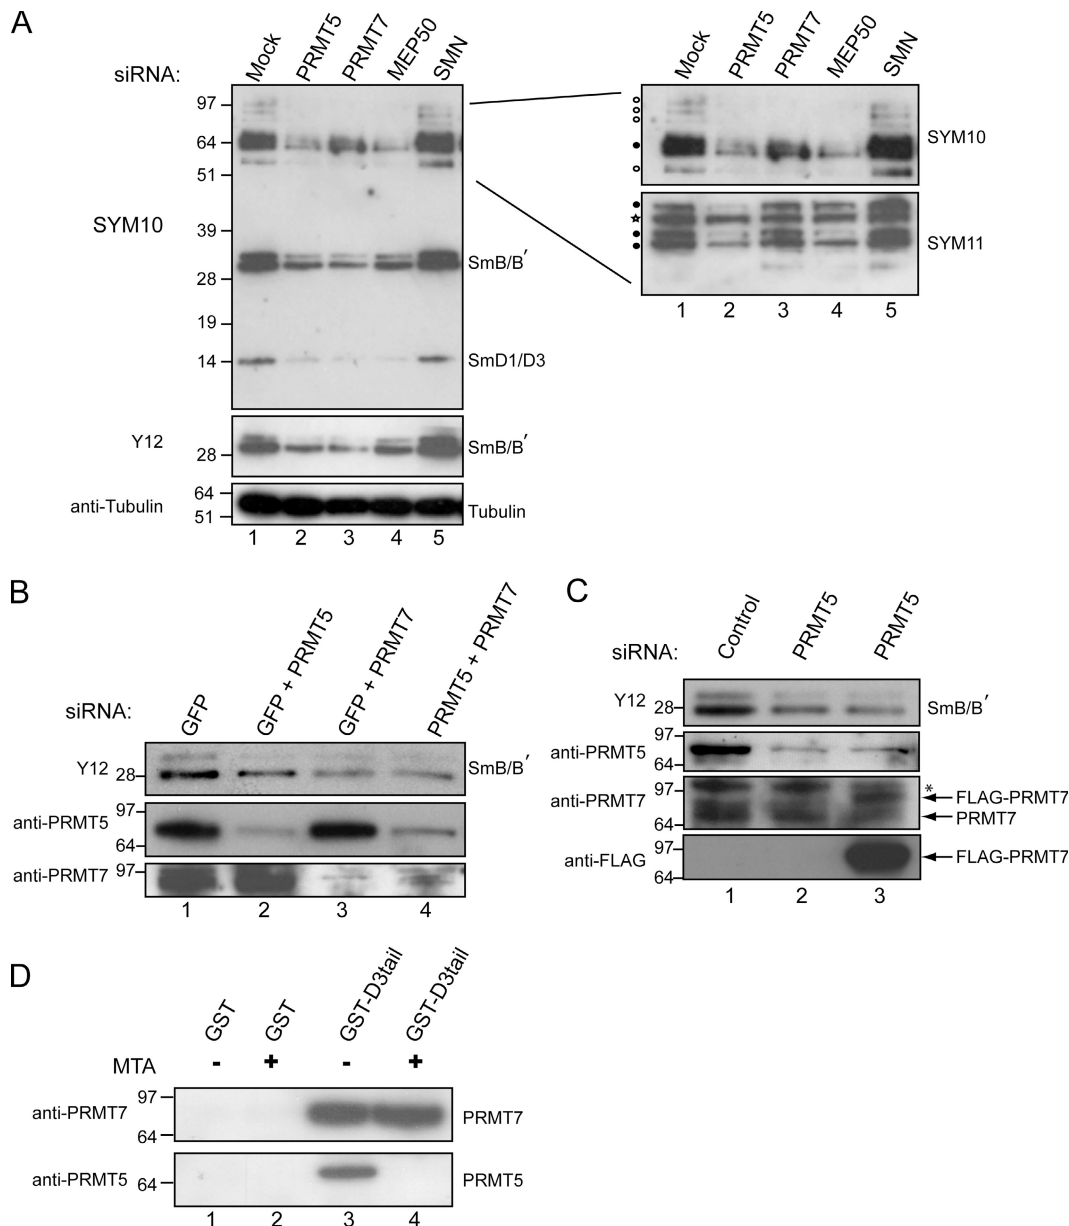 A
siRNA:
Mock
PRMT5
PRMT7
MEP50
SMN
97
64
51
39
28
19
14
SYM10
SmB/B′
SmD1/D3
Y12
28
SmB/B′
anti-Tubulin
64
51
Tubulin
1 2 3 4 5
Mock
PRMT5
PRMT7
MEP50
SMN
SYM10
SYM11
1 2 3 4 5
B
siRNA:
GFP
GFP + PRMT5
GFP + PRMT7
PRMT5 + PRMT7
Y12
28
SmB/B′
anti-PRMT5
97
64
anti-PRMT7
97
1 2 3 4
C
siRNA:
Control
PRMT5
PRMT5
Y12
28
SmB/B′
anti-PRMT5
97
64
anti-PRMT7
97
64
*
FLAG-PRMT7
PRMT7
anti-FLAG
97
64
FLAG-PRMT7
1 2 3
D
GST
GST
GST-D3tail
GST-D3tail
MTA - + - +
anti-PRMT7
97
64
PRMT7
anti-PRMT5
64
PRMT5
1 2 3 4